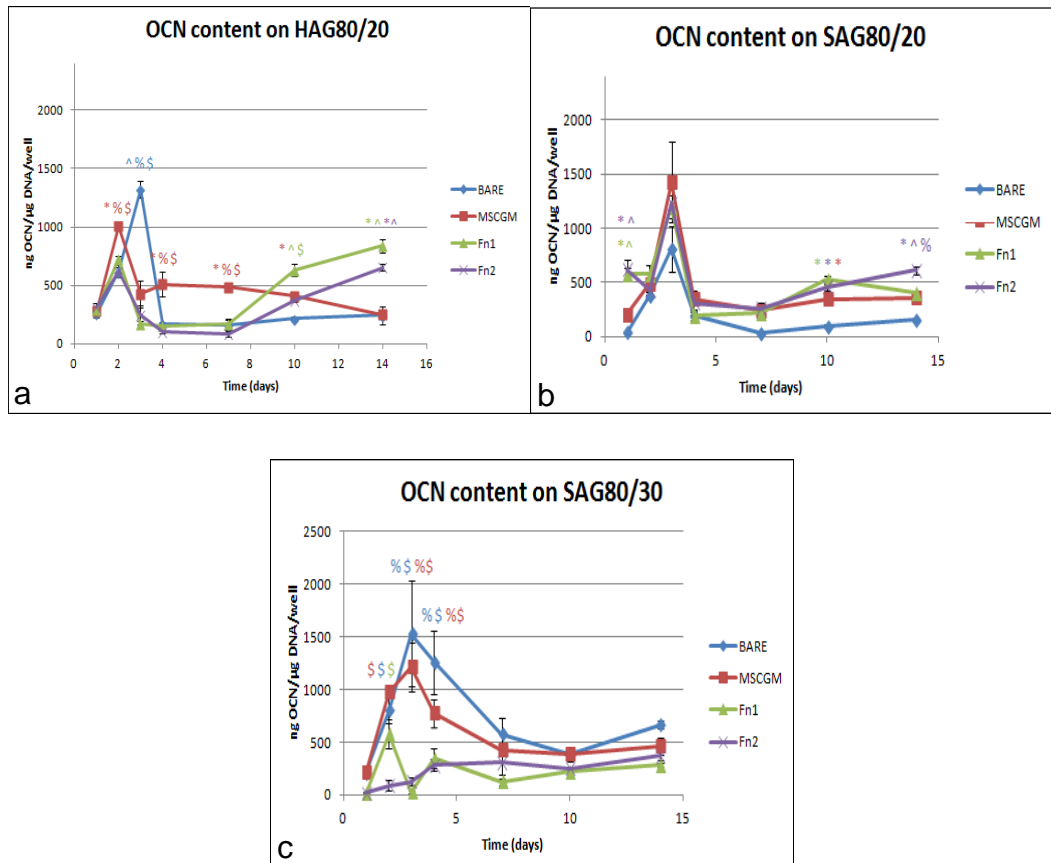 OCN content on HAG80/20
ng OCN/µg DNA/well
2000
1500
1000
500
0
^%$
*%$
*%$
*%$
*^$
*^*^
0 2 4 6 8 10 12 14 16
Time (days)
BARE
MSCGM
Fn1
Fn2
a
OCN content on SAG80/20
ng OCN/µg DNA/well
2000
1500
1000
500
0
*^
*^
***
*^%
0 5 10 15
Time (days)
BARE
MSCGM
Fn1
Fn2
b
OCN content on SAG80/30
ng OCN/µg DNA/well
2500
2000
1500
1000
500
0
%$%$
%$%$
$$$
0 5 10 15
Time (days)
BARE
MSCGM
Fn1
Fn2
c